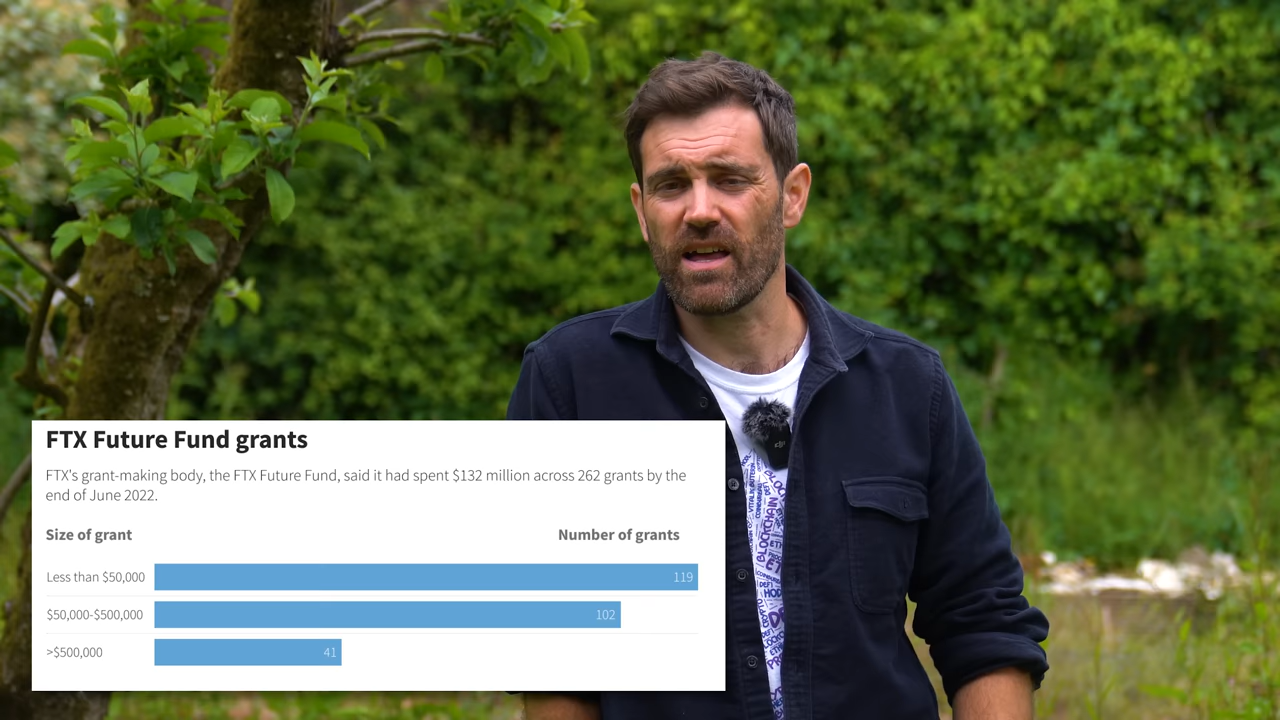 FTX Future Fund grants
FTX's grant-making body, the FTX Future Fund, said it had spent $132 million across 262 grants by the
end of June 2022.
Size of grant Number of grants
Less than $50,000 119
$50,000-$500,000 102
>$500,000 41
BLOCKCHAIN